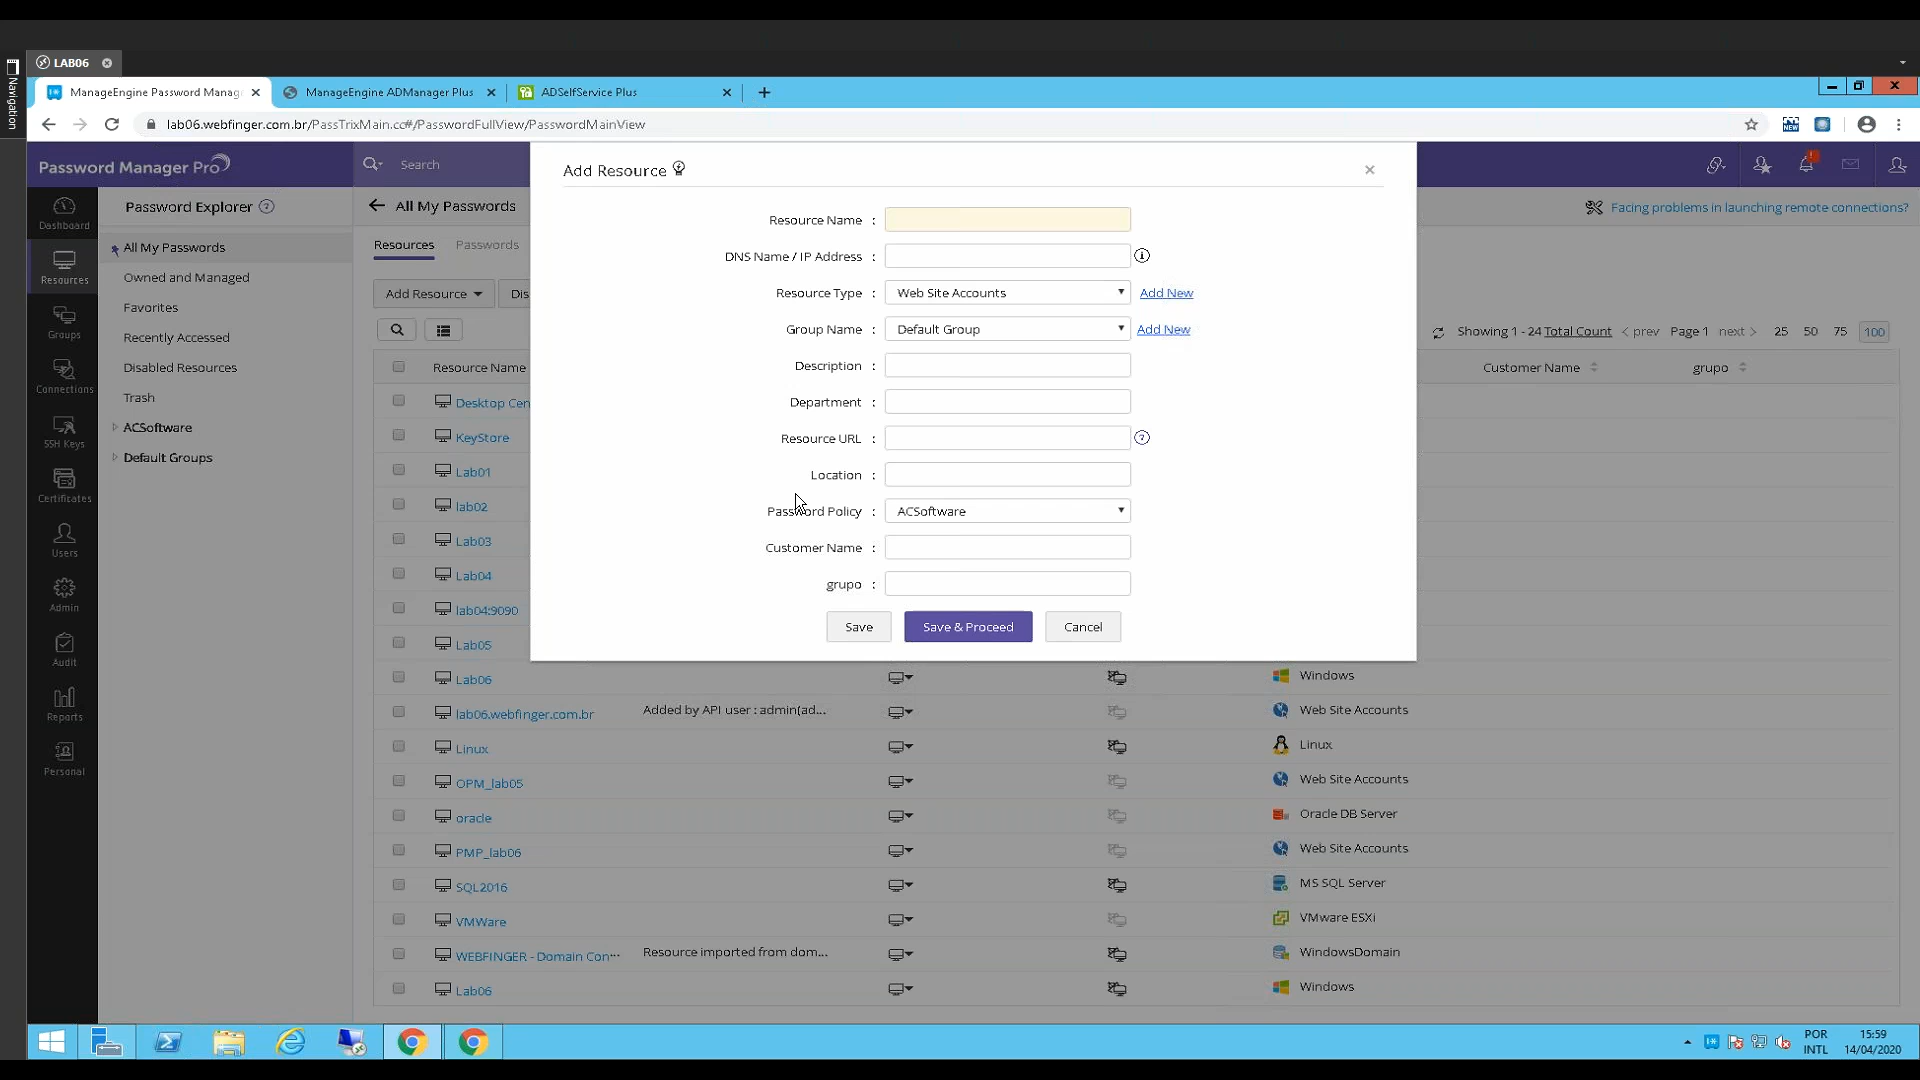 LAB06
Navigation
ManageEngine Password Manag
ManageEngine ADManager Plus
ADSelfService Plus
lab06.webfinger.com.br/PassTrixMain.cc#/PasswordFullView/PasswordMainView
Password Manager Pro
Search
Add Resource
Dashboard
Resources
Groups
Connections
SSH Keys
Certificates
Users
Admin
Audit
Reports
Personal
Password Explorer
All My Passwords
Owned and Managed
Favorites
Recently Accessed
Disabled Resources
Trash
ACSoftware
Default Groups
All My Passwords
Facing problems in launching remote connections?
Resources Passwords
Add Resource Dis
Showing 1 - 24 Total Count < prev Page 1 next > 25 50 75 100
Resource Name Customer Name grupo
Resource Name :
DNS Name / IP Address :
Resource Type : Web Site Accounts Add New
Group Name : Default Group Add New
Description :
Department :
Resource URL :
Location :
Password Policy : ACSoftware
Customer Name :
grupo :
Save Save & Proceed Cancel
Desktop Cen
KeyStore
Lab01
lab02
Lab03
Lab04
lab04:9090
Lab05
Lab06 Windows
lab06.webfinger.com.br Added by API user : admin(ad... Web Site Accounts
Linux Linux
OPM_lab05 Web Site Accounts
oracle Oracle DB Server
PMP_lab06 Web Site Accounts
SQL2016 MS SQL Server
VMWare VMware ESXi
WEBFINGER - Domain Con... Resource imported from dom... WindowsDomain
Lab06 Windows
POR
INTL
15:59
14/04/2020